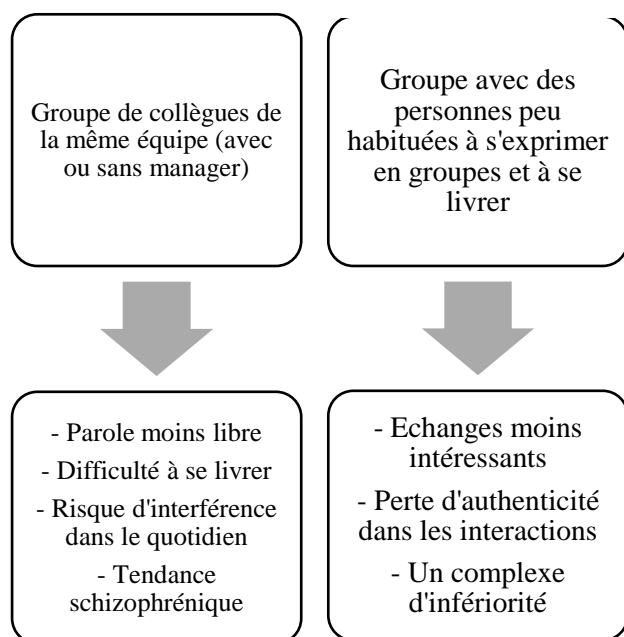 Groupe de collègues de
la même équipe (avec
ou sans manager)
Groupe avec des
personnes peu
habituées à s'exprimer
en groupes et à se
livrer
- Parole moins libre
- Difficulté à se livrer
- Risque d'interférence
dans le quotidien
- Tendance
schizophrénique
- Echanges moins
intéressants
- Perte d'authenticité
dans les interactions
- Un complexe
d'infériorité